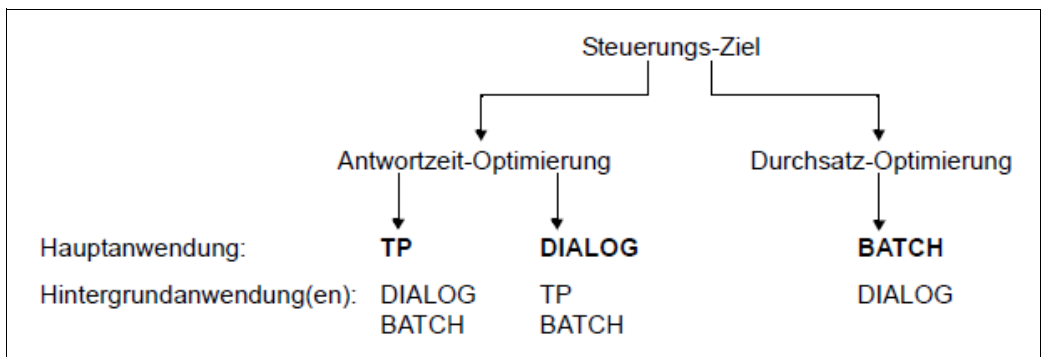 Steuerungs-Ziel
Antwortzeit-Optimierung Durchsatz-Optimierung
Hauptanwendung: TP DIALOG BATCH
Hintergrundanwendung(en): DIALOG TP DIALOG
BATCH BATCH